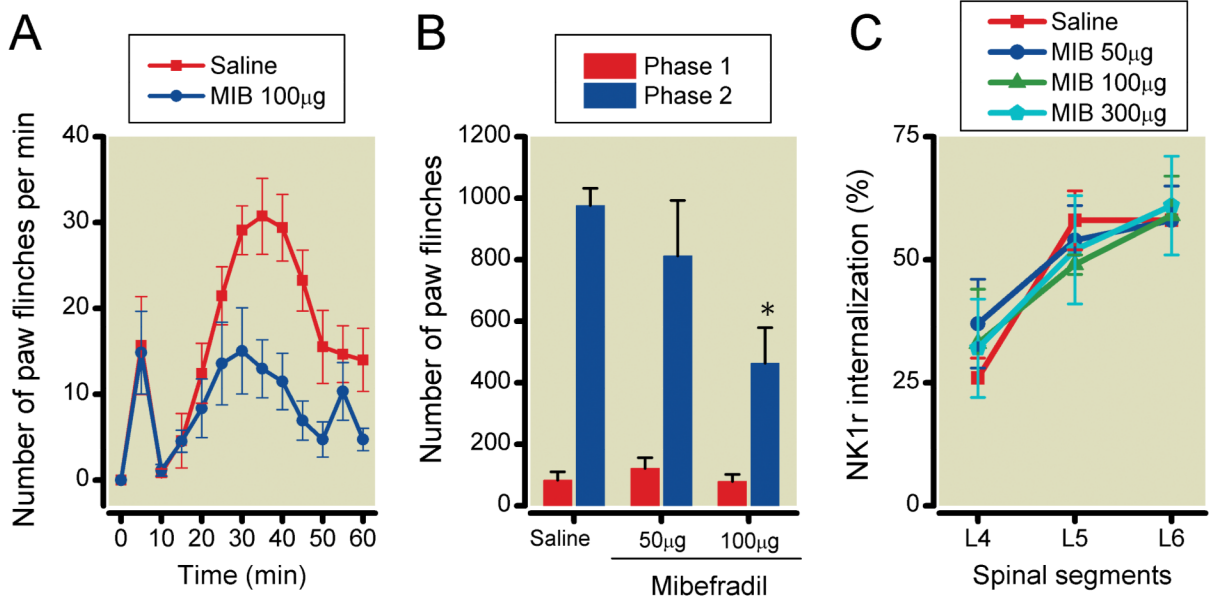 A
Saline
MIB 100μg
Number of paw flinches per min
40
30
20
10
0
0 10 20 30 40 50 60
Time (min)
B
Phase 1
Phase 2
Number of paw flinches
1200
1000
800
600
400
200
0
*
Saline 50μg 100μg
Mibefradil
C
Saline
MIB 50μg
MIB 100μg
MIB 300μg
NK1r internalization (%)
75
50
25
0
L4 L5 L6
Spinal segments